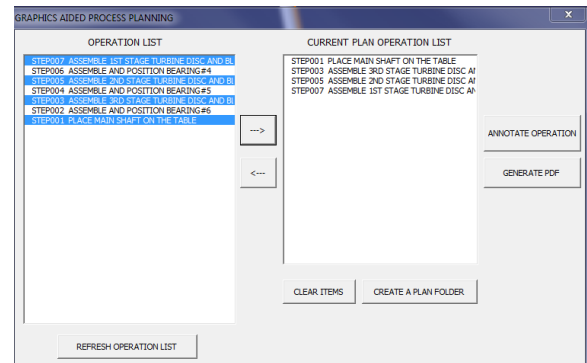 GRAPHICS AIDED PROCESS PLANNING
x
OPERATION LIST
CURRENT PLAN OPERATION LIST
STEP007 ASSEMBLE 1ST STAGE TURBINE DISC AND BL
STEP006 ASSEMBLE AND POSITION BEARING#4
STEP005 ASSEMBLE 2ND STAGE TURBINE DISC AND BL
STEP004 ASSEMBLE AND POSITION BEARING#5
STEP003 ASSEMBLE 3RD STAGE TURBINE DISC AND BL
STEP002 ASSEMBLE AND POSITION BEARING#6
STEP001 PLACE MAIN SHAFT ON THE TABLE
STEP001 PLACE MAIN SHAFT ON THE TABLE
STEP003 ASSEMBLE 3RD STAGE TURBINE DISC AN
STEP005 ASSEMBLE 2ND STAGE TURBINE DISC AN
STEP007 ASSEMBLE 1ST STAGE TURBINE DISC AN
--->
<---
ANNOTATE OPERATION
GENERATE PDF
CLEAR ITEMS
CREATE A PLAN FOLDER
REFRESH OPERATION LIST